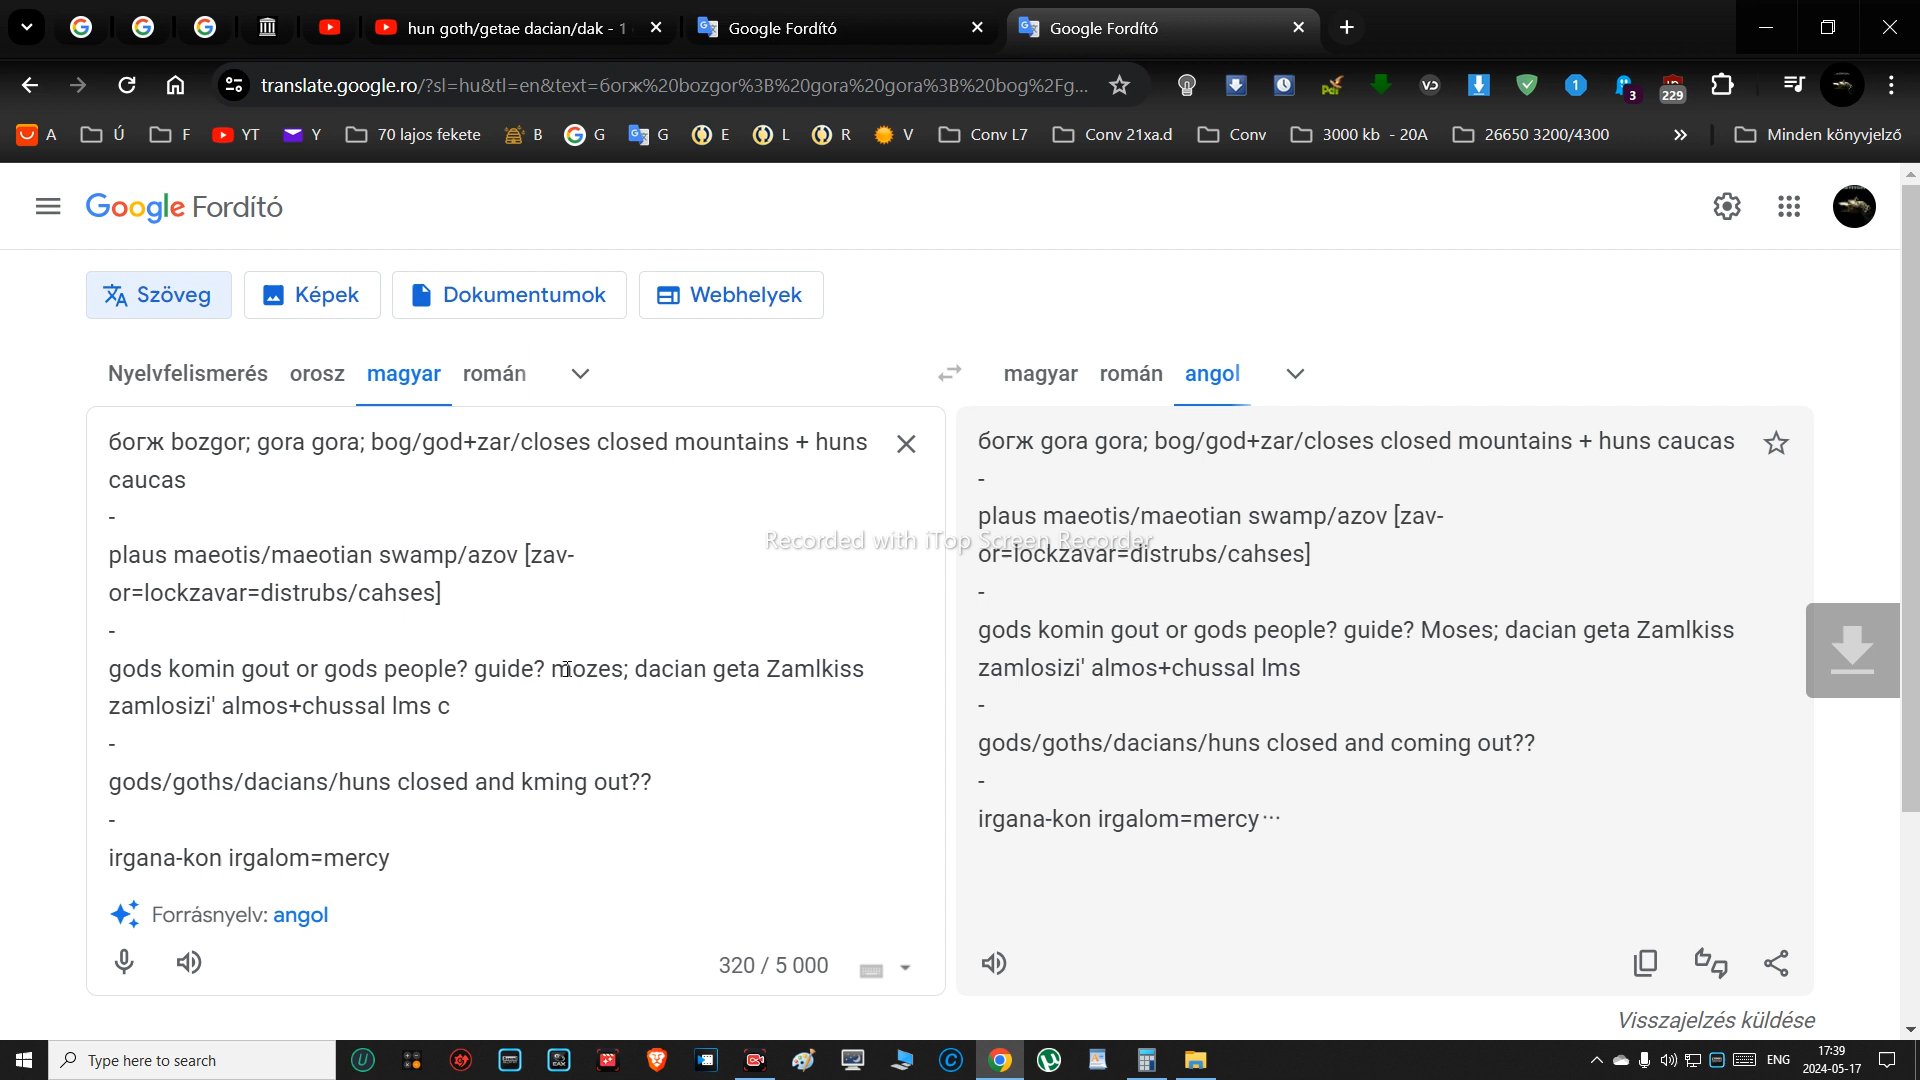 hun goth/getae dacian/dak - 1
Google Fordító
Google Fordító
translate.google.ro/?sl=hu&tl=en&text=богж%20bozgor%3B%20gora%20gora%3B%20bog%2Fg...
3
229
A
Ú
F
YT
Y
70 lajos fekete
B
G
G
E
L
R
V
Conv L7
Conv 21xa.d
Conv
3000 kb - 20A
26650 3200/4300
»
Minden könyvjelző
Google Fordító
Szöveg
Képek
Dokumentumok
Webhelyek
Nyelvfelismerés orosz magyar román
magyar román angol
богж bozgor; gora gora; bog/god+zar/closes closed mountains + huns
caucas
-
plaus maeotis/maeotian swamp/azov [zav-
or=lockzavar=distrubs/cahses]
-
gods komin gout or gods people? guide? mozes; dacian geta Zamlkiss
zamlosizi' almos+chussal lms c
-
gods/goths/dacians/huns closed and kming out??
-
irgana-kon irgalom=mercy
Forrásnyelv: angol
320 / 5 000
богж gora gora; bog/god+zar/closes closed mountains + huns caucas
-
plaus maeotis/maeotian swamp/azov [zav-
or=lockzavar=distrubs/cahses]
-
gods komin gout or gods people? guide? Moses; dacian geta Zamlkiss
zamlosizi' almos+chussal lms
-
gods/goths/dacians/huns closed and coming out??
-
irgana-kon irgalom=mercy...
Recorded with iTop Screen Recorder
Visszajelzés küldése
Type here to search
ENG
17:39
2024-05-17